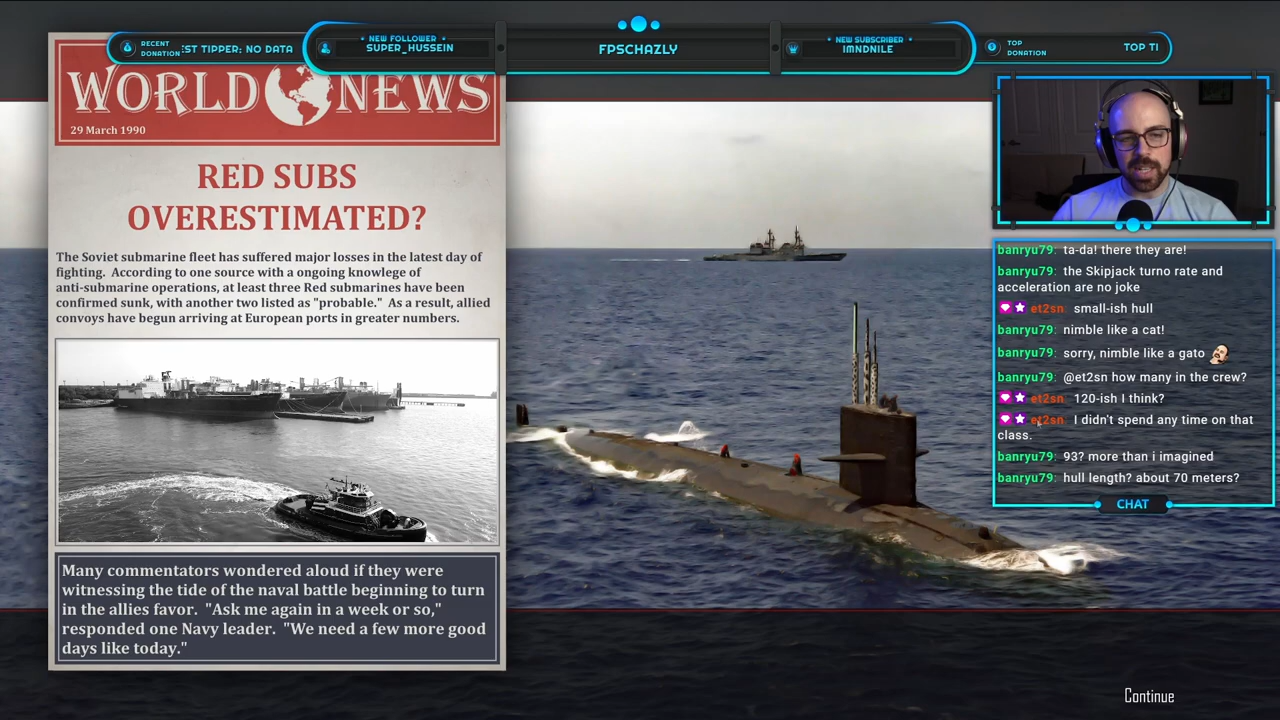 RECENT
DONATION
:EST TIPPER: NO DATA
NEW FOLLOWER
SUPER_HUSSEIN
FPSCHAZLY
NEW SUBSCRIBER
IMNDNILE
TOP
DONATION
TOP TI
WORLD NEWS
29 March 1990
RED SUBS
OVERESTIMATED?
The Soviet submarine fleet has suffered major losses in the latest day of
fighting. According to one source with a ongoing knowlege of
anti-submarine operations, at least three Red submarines have been
confirmed sunk, with another two listed as "probable." As a result, allied
convoys have begun arriving at European ports in greater numbers.
Many commentators wondered aloud if they were
witnessing the tide of the naval battle beginning to turn
in the allies favor. "Ask me again in a week or so,"
responded one Navy leader. "We need a few more good
days like today."
banryu79: ta-da! there they are!
banryu79: the Skipjack turno rate and
acceleration are no joke
et2sn small-ish hull
banryu79: nimble like a cat!
banryu79: sorry, nimble like a gato
banryu79: @et2sn how many in the crew?
et2sn 120-ish I think?
et2sn I didn't spend any time on that
class.
banryu79: 93? more than i imagined
banryu79: hull length? about 70 meters?
CHAT
Continue